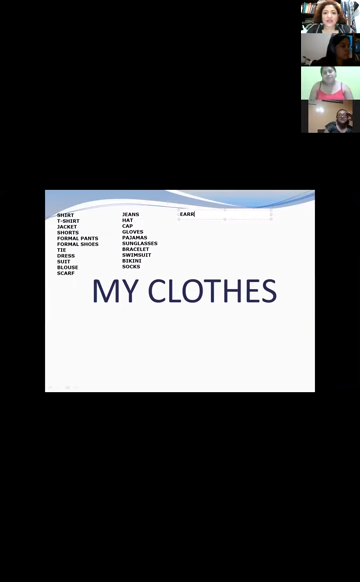 SHIRT
T-SHIRT
JACKET
SHORTS
FORMAL PANTS
FORMAL SHOES
TIE
DRESS
SUIT
BLOUSE
SCARF
JEANS
HAT
CAP
GLOVES
PAJAMAS
SUNGLASSES
BRACELET
SWIMSUIT
BIKINI
SOCKS
EARR
MY CLOTHES